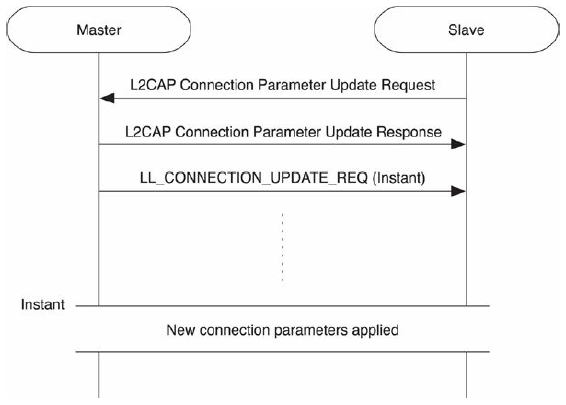 Master
Slave
L2CAP Connection Parameter Update Request
L2CAP Connection Parameter Update Response
LL_CONNECTION_UPDATE_REQ (Instant)
Instant
New connection parameters applied